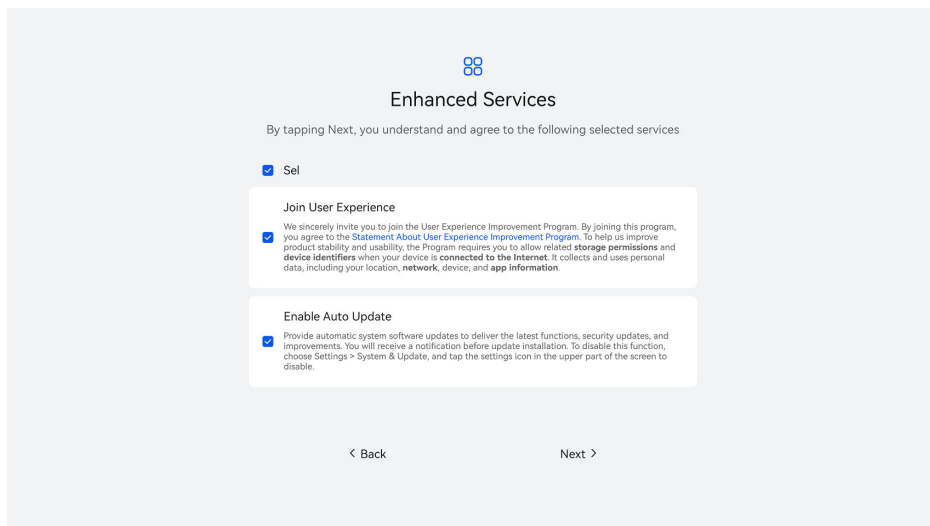 Enhanced Services
By tapping Next, you understand and agree to the following selected services
Sel
Join User Experience
We sincerely invite you to join the User Experience Improvement Program. By joining this program,
you agree to the Statement About User Experience Improvement Program. To help us improve
product stability and usability, the Program requires you to allow related storage permissions and
device identifiers when your device is connected to the Internet. It collects and uses personal
data, including your location, network, device, and app information.
Enable Auto Update
Provide automatic system software updates to deliver the latest functions, security updates, and
improvements. You will receive a notification before update installation. To disable this function,
choose Settings > System & Update, and tap the settings icon in the upper part of the screen to
disable.
< Back
Next >